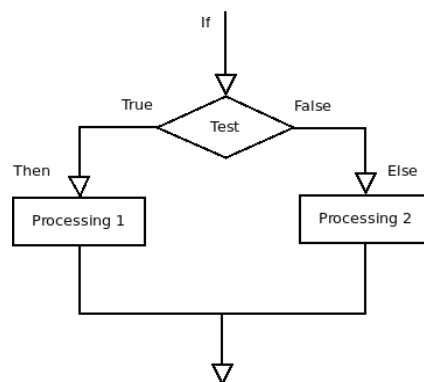 If
True
False
Test
Then
Else
Processing 1
Processing 2